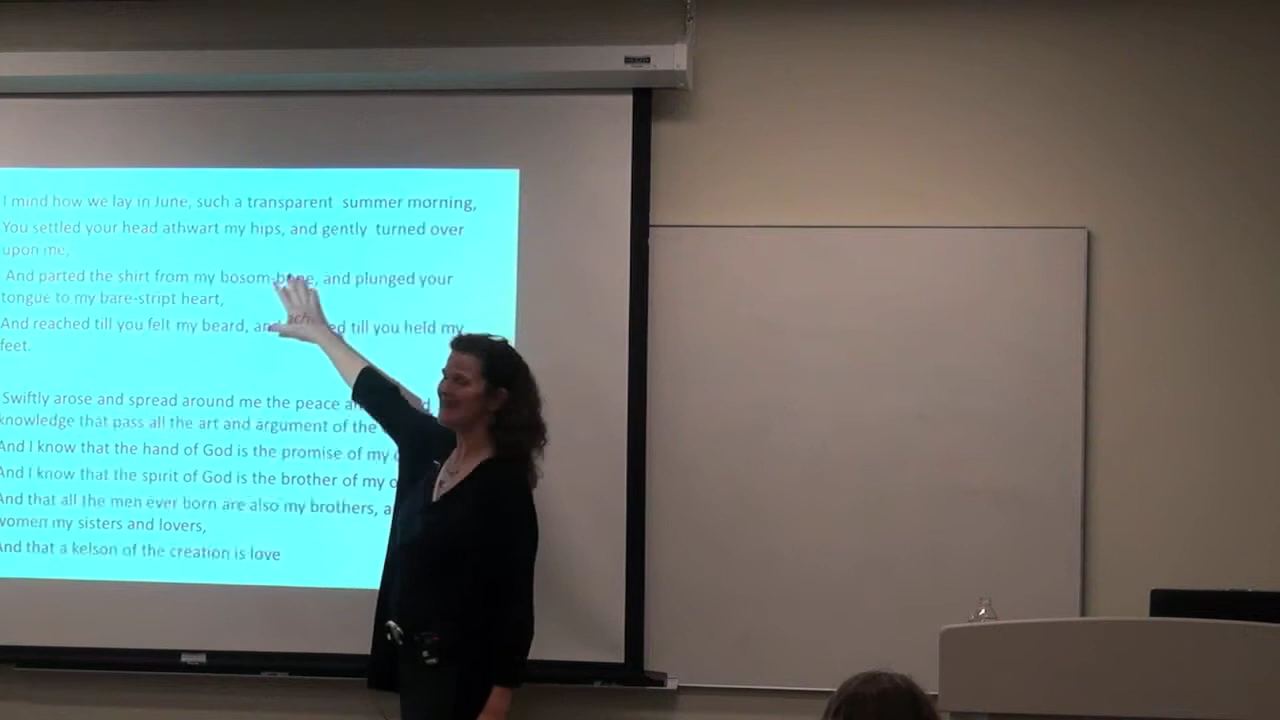 I mind how we lay in June, such a transparent summer morning,
You settled your head athwart my hips, and gently turned over
upon me,
And parted the shirt from my bosom-bone, and plunged your
tongue to my bare-stript heart,
And reached till you felt my beard, and reached till you held my
feet.
Swiftly arose and spread around me the peace and
knowledge that pass all the art and argument of the
And I know that the hand of God is the promise of my
And I know that the spirit of God is the brother of my
And that all the men ever born are also my brothers, a
women my sisters and lovers,
And that a kelson of the creation is love